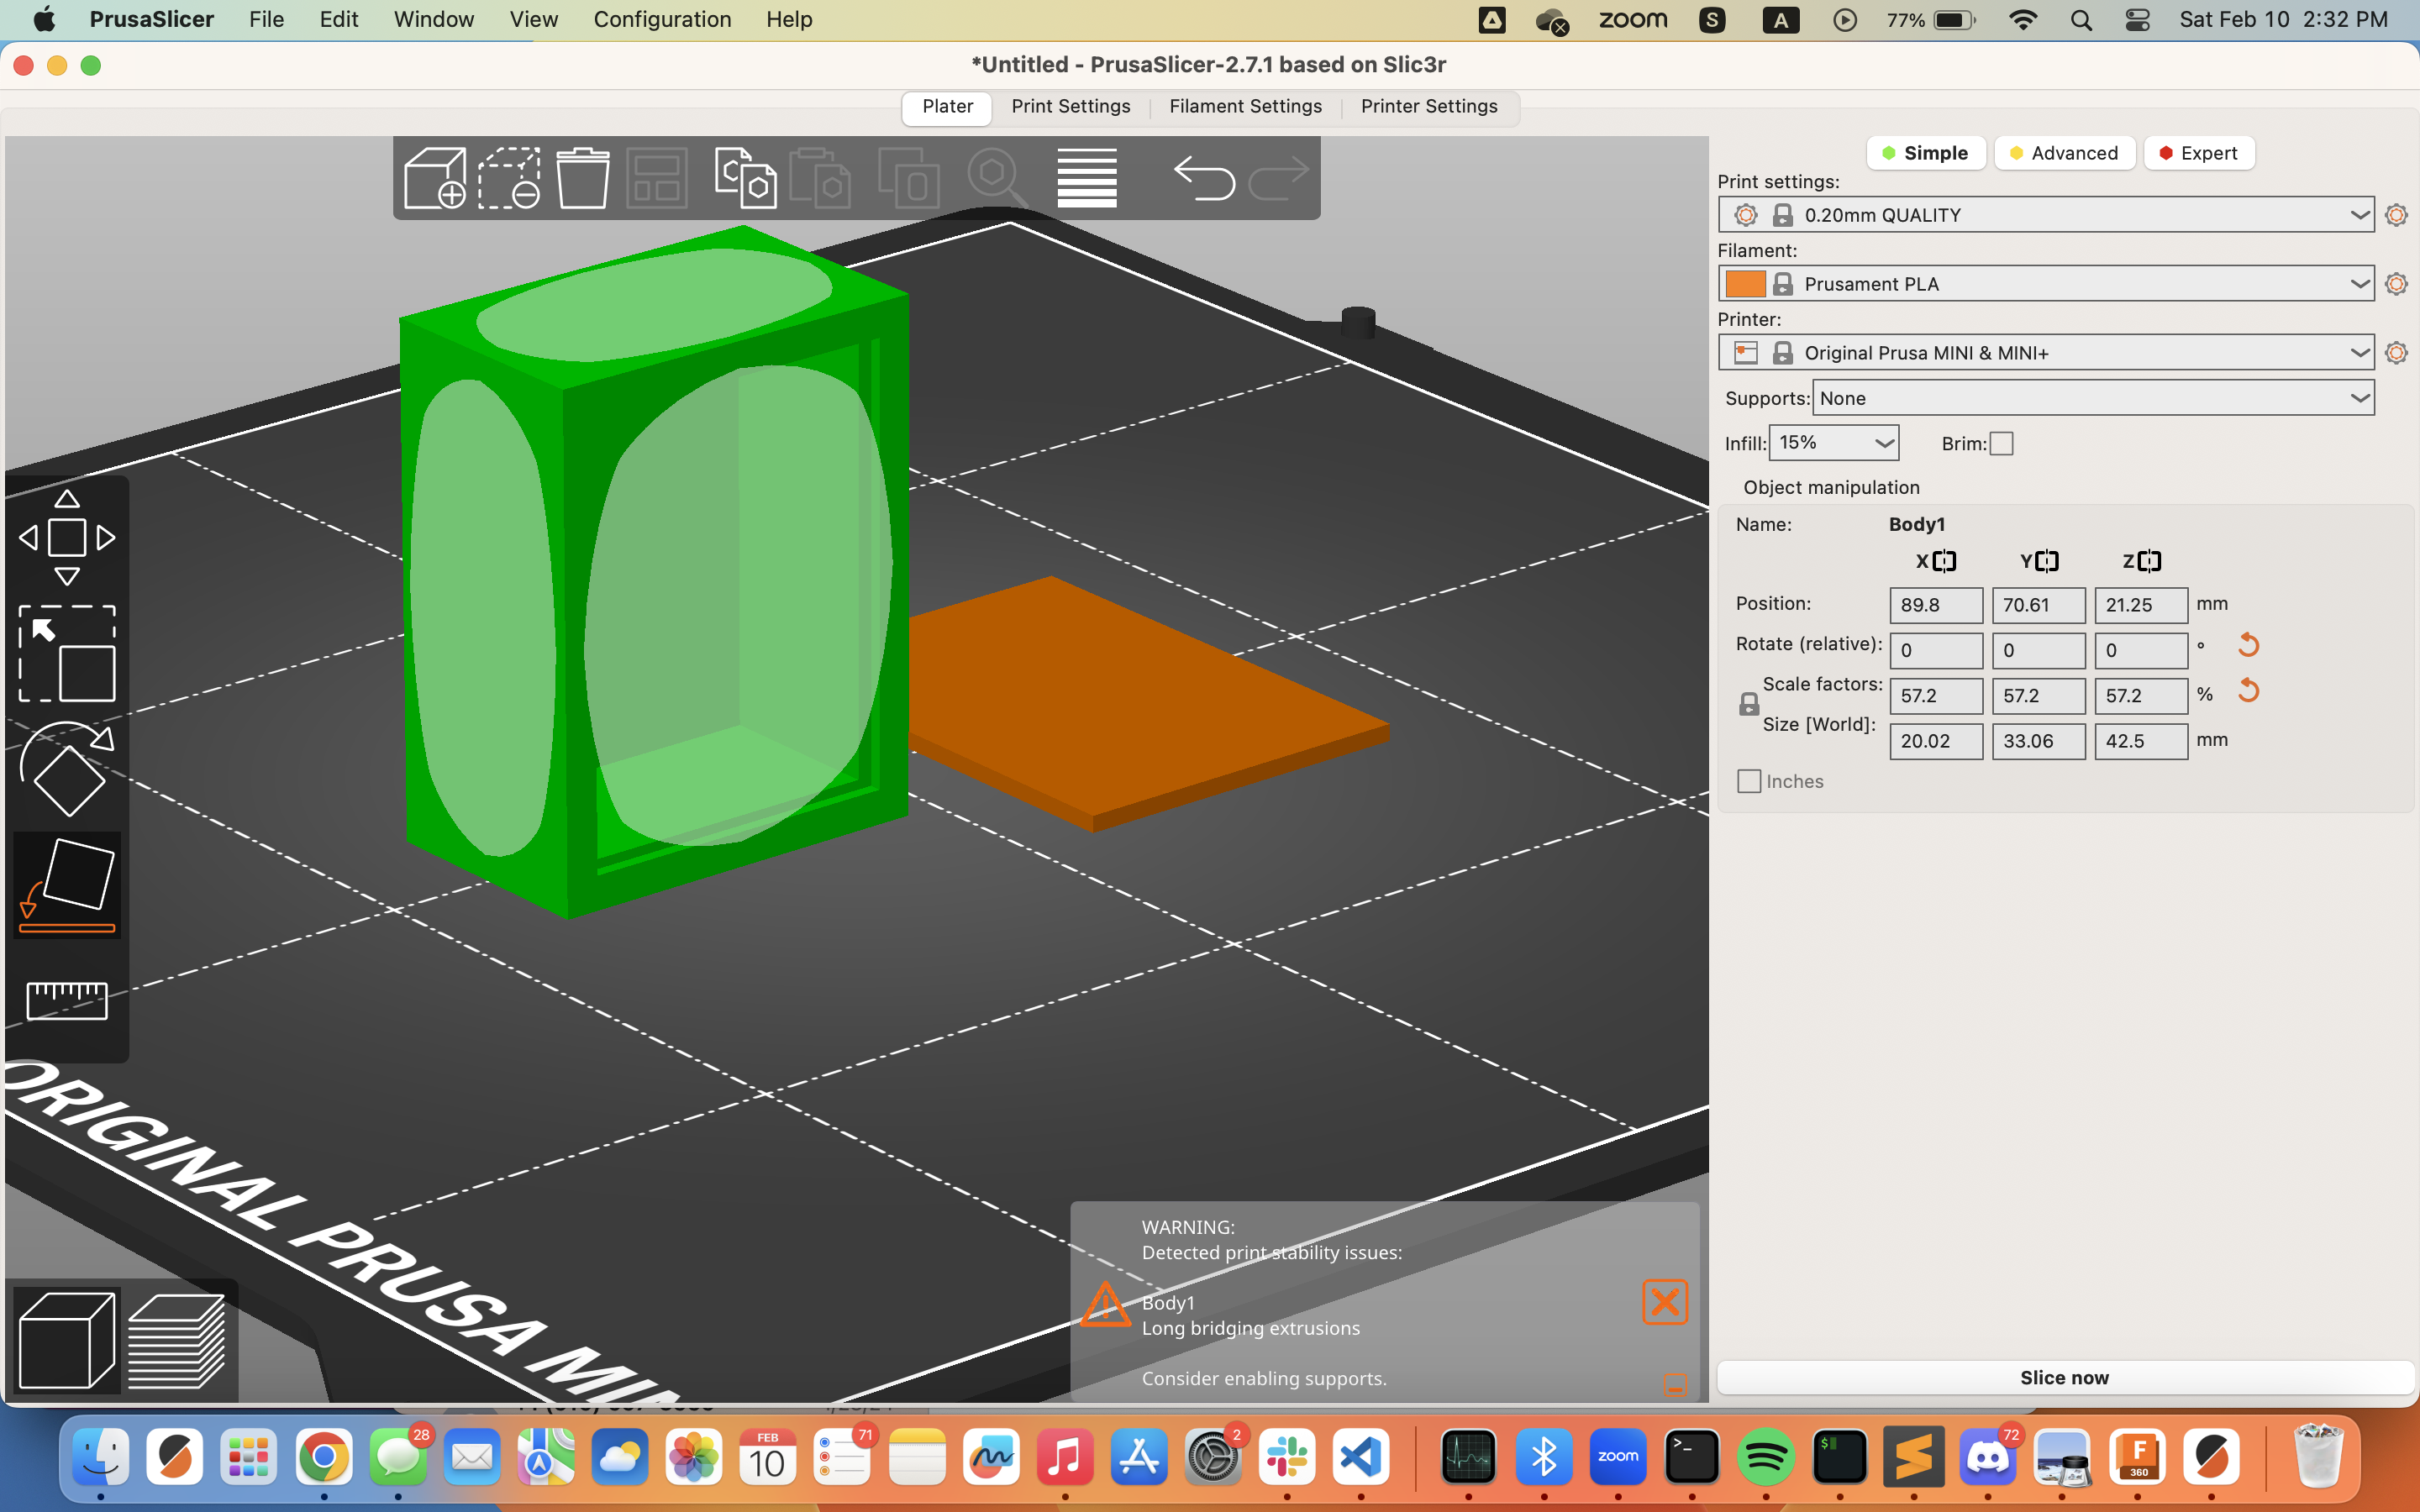 PrusaSlicer File Edit Window View Configuration Help zoom S A 77% Sat Feb 10 2:32 PM
*Untitled - PrusaSlicer-2.7.1 based on Slic3r
Plater Print Settings Filament Settings Printer Settings
Simple Advanced Expert
Print settings:
0.20mm QUALITY
Filament:
Prusament PLA
Printer:
Original Prusa MINI & MINI+
Supports: None
Infill: 15% Brim:
Object manipulation
Name: Body1
X Y Z
Position: 89.8 70.61 21.25 mm
Rotate (relative): 0 0 0 °
Scale factors: 57.2 57.2 57.2 %
Size [World]: 20.02 33.06 42.5 mm
Inches
ORIGINAL PRUSA MINI
WARNING:
Detected print stability issues:
Body1
Long bridging extrusions
Consider enabling supports.
Slice now
28
FEB
10
71
2
zoom
>_
$
72
F
360